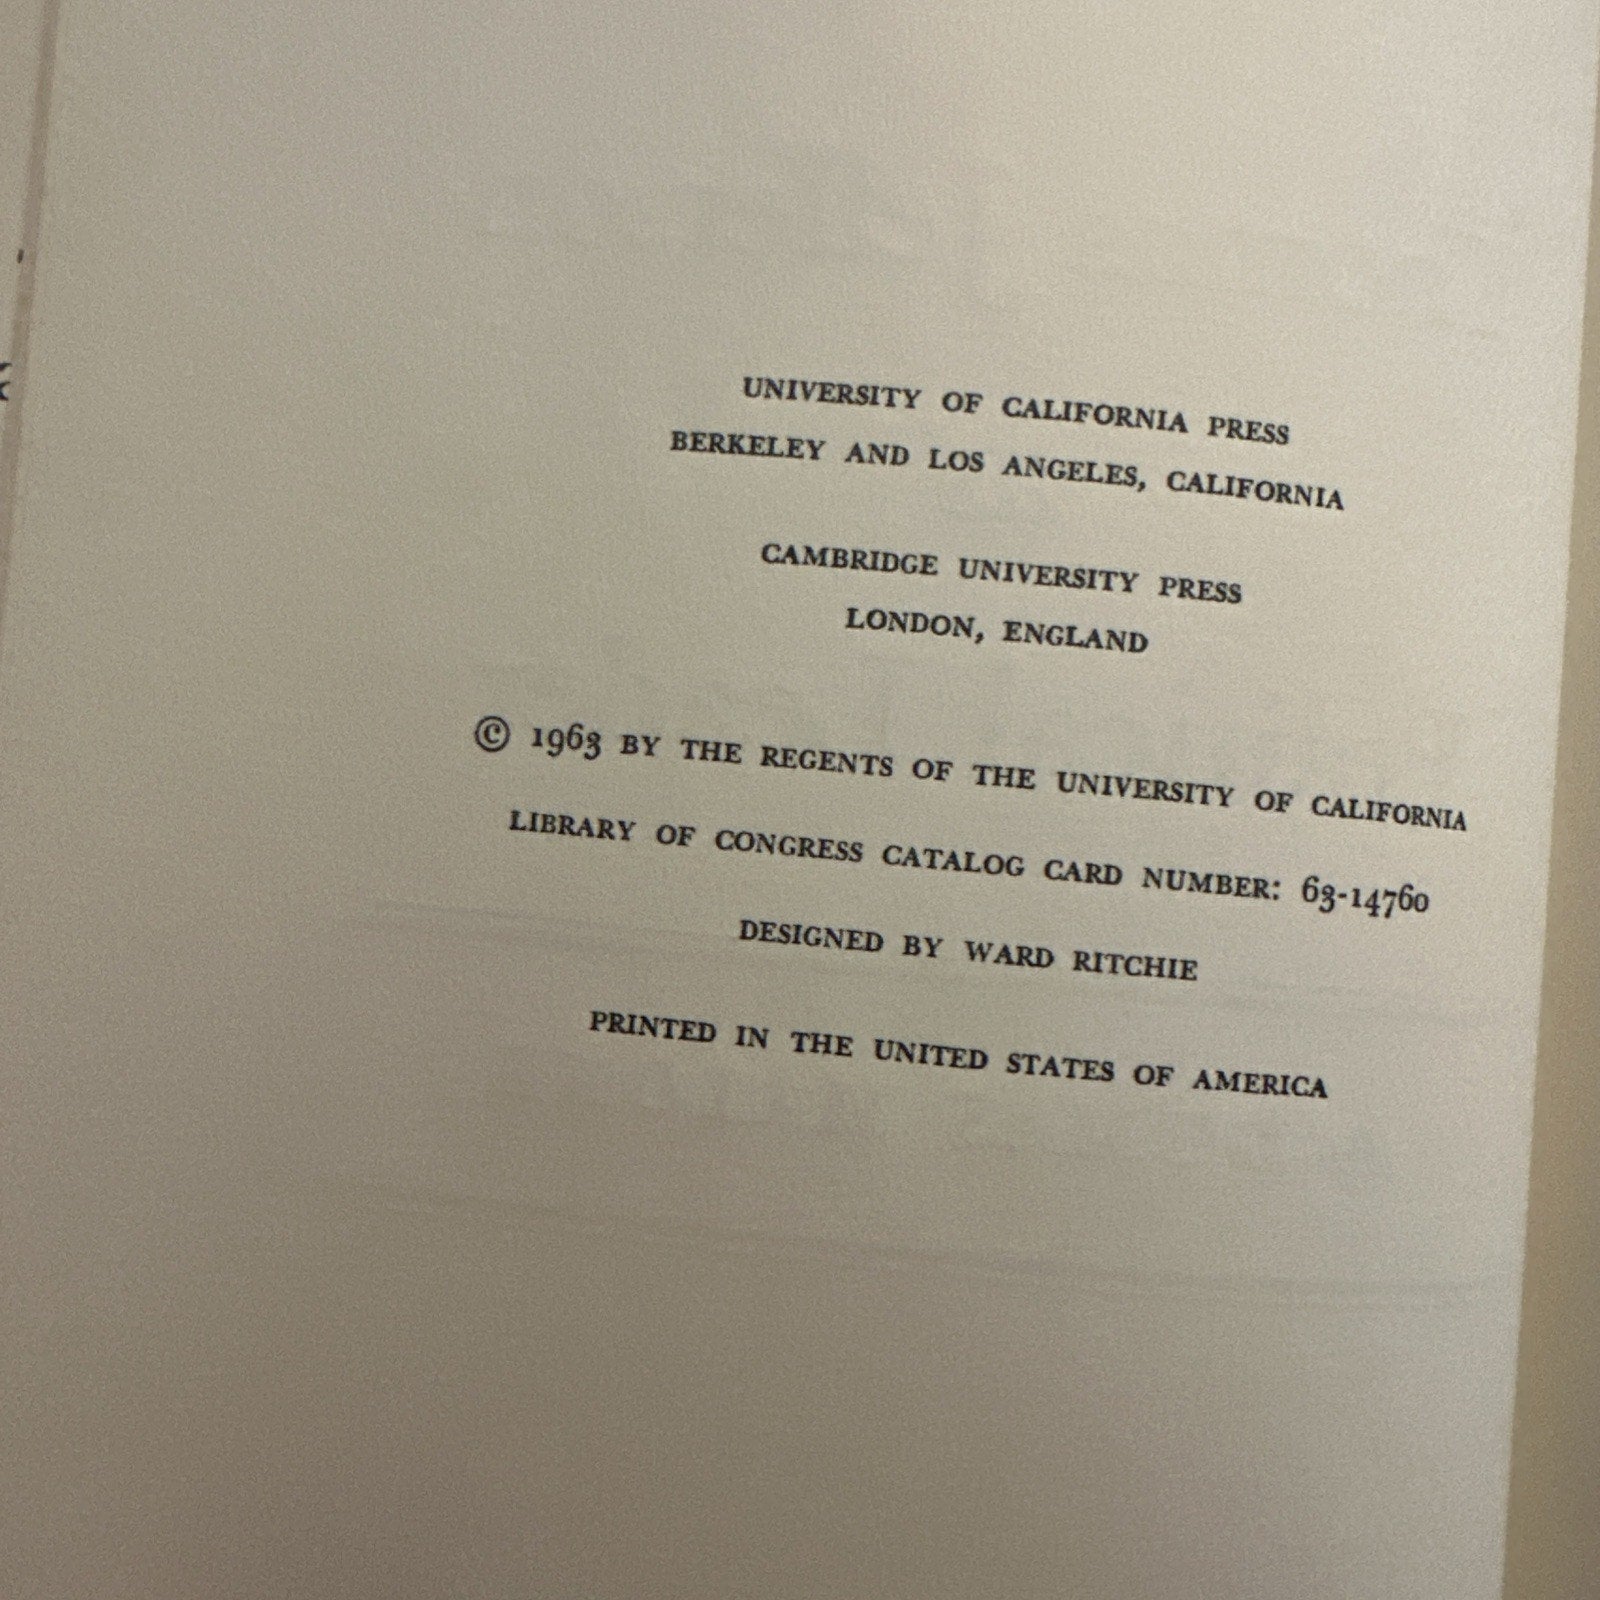 UNIVERSITY OF CALIFORNIA PRESS
BERKELEY AND LOS ANGELES, CALIFORNIA
CAMBRIDGE UNIVERSITY PRESS
LONDON, ENGLAND
© 1963 BY THE REGENTS OF THE UNIVERSITY OF CALIFORNIA
LIBRARY OF CONGRESS CATALOG CARD NUMBER: 63-14760
DESIGNED BY WARD RITCHIE
PRINTED IN THE UNITED STATES OF AMERICA